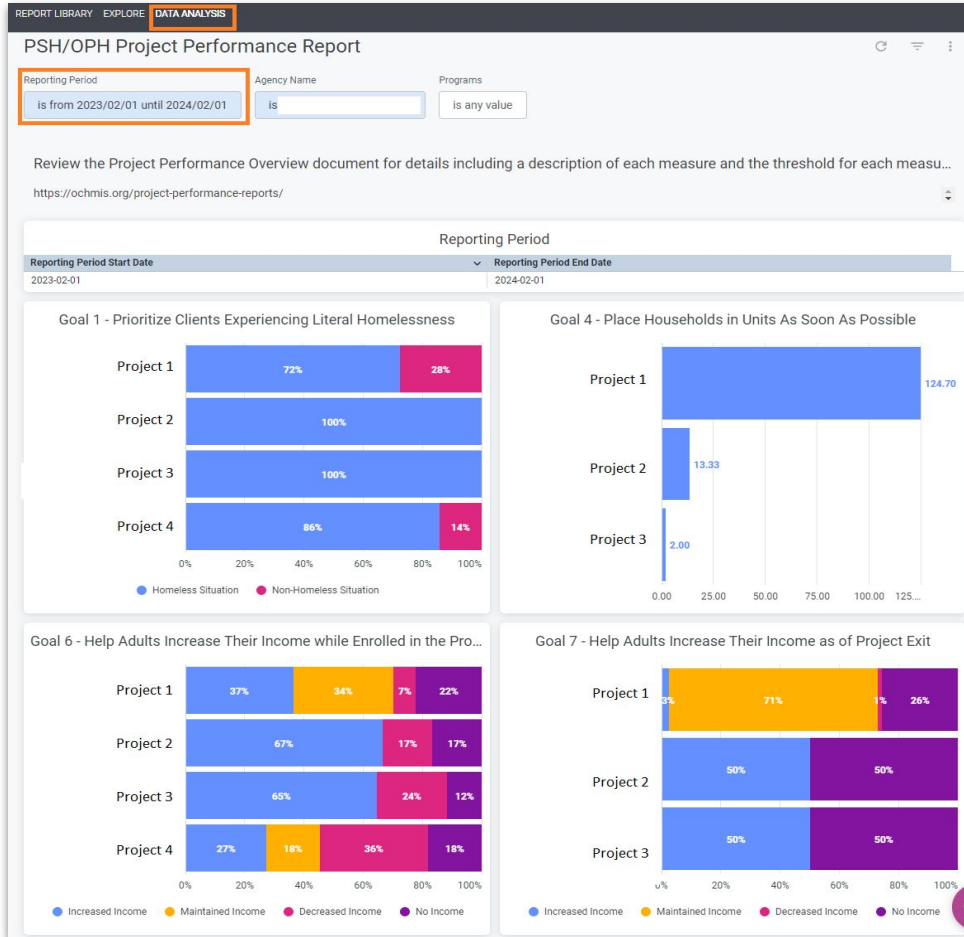 REPORT LIBRARY EXPLORE DATA ANALYSIS
PSH/OPH Project Performance Report
Reporting Period Agency Name Programs
is from 2023/02/01 until 2024/02/01 is is any value
Review the Project Performance Overview document for details including a description of each measure and the threshold for each measu...
https://ochmis.org/project-performance-reports/
Reporting Period
Reporting Period Start Date Reporting Period End Date
2023-02-01 2024-02-01
Goal 1 - Prioritize Clients Experiencing Literal Homelessness
Project 1 72% 28%
Project 2 100%
Project 3 100%
Project 4 86% 14%
0% 20% 40% 60% 80% 100%
Homeless Situation Non-Homeless Situation
Goal 4 - Place Households in Units As Soon As Possible
Project 1 124.70
Project 2 13.33
Project 3 2.00
0.00 25.00 50.00 75.00 100.00 125....
Goal 6 - Help Adults Increase Their Income while Enrolled in the Pro...
Project 1 37% 34% 7% 22%
Project 2 67% 17% 17%
Project 3 65% 24% 12%
Project 4 27% 18% 36% 18%
0% 20% 40% 60% 80% 100%
Increased Income Maintained Income Decreased Income No Income
Goal 7 - Help Adults Increase Their Income as of Project Exit
Project 1 3% 71% 1% 26%
Project 2 50% 50%
Project 3 50% 50%
0% 20% 40% 60% 80% 100%
Increased Income Maintained Income Decreased Income No Income